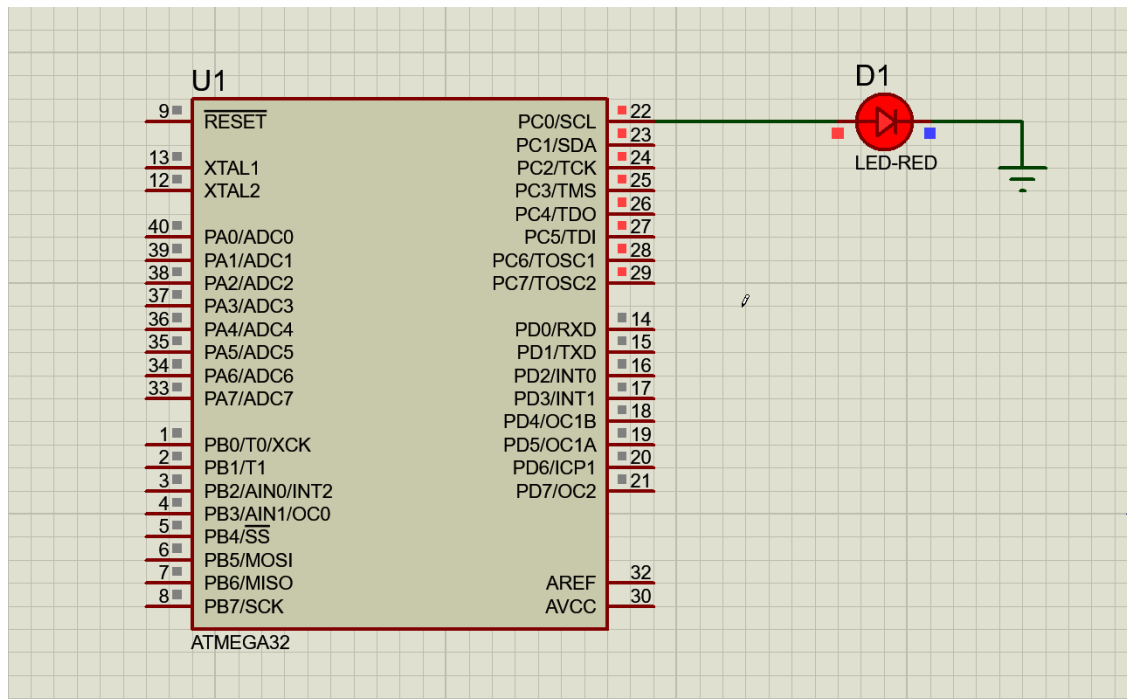 U1
D1
9 RESET
13 XTAL1
12 XTAL2
40 PA0/ADC0
39 PA1/ADC1
38 PA2/ADC2
37 PA3/ADC3
36 PA4/ADC4
35 PA5/ADC5
34 PA6/ADC6
33 PA7/ADC7
1 PB0/T0/XCK
2 PB1/T1
3 PB2/AIN0/INT2
4 PB3/AIN1/OC0
5 PB4/SS
6 PB5/MOSI
7 PB6/MISO
8 PB7/SCK
PC0/SCL 22
PC1/SDA 23
PC2/TCK 24
PC3/TMS 25
PC4/TDO 26
PC5/TDI 27
PC6/TOSC1 28
PC7/TOSC2 29
PD0/RXD 14
PD1/TXD 15
PD2/INT0 16
PD3/INT1 17
PD4/OC1B 18
PD5/OC1A 19
PD6/ICP1 20
PD7/OC2 21
AREF 32
AVCC 30
ATMEGA32
LED-RED